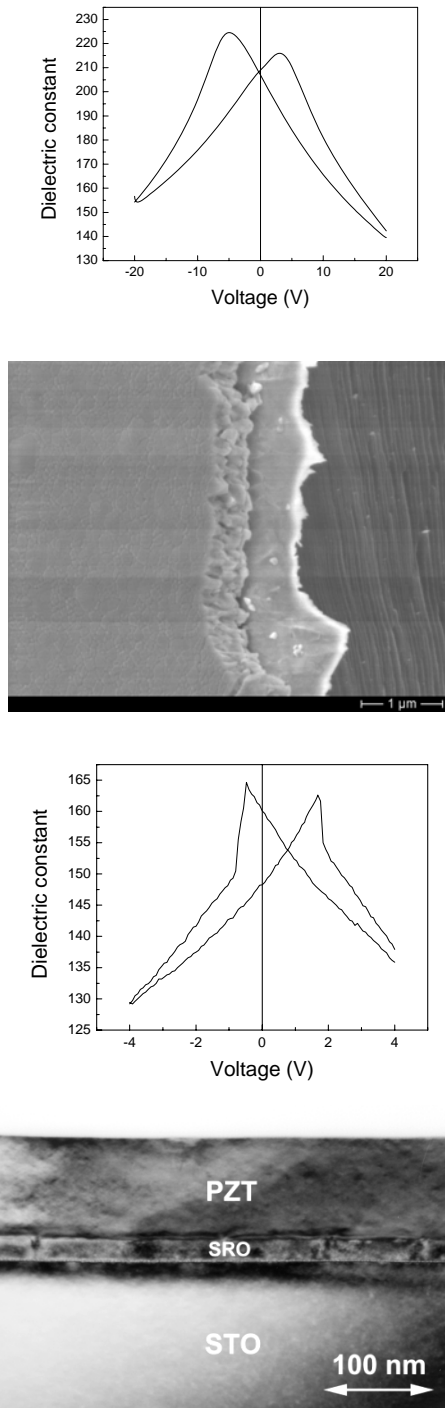 230
220
210
200
190
180
170
160
150
140
130
Dielectric constant
-20 -10 0 10 20
Voltage (V)
1 µm
165
160
155
150
145
140
135
130
125
Dielectric constant
-4 -2 0 2 4
Voltage (V)
PZT
SRO
STO
100 nm